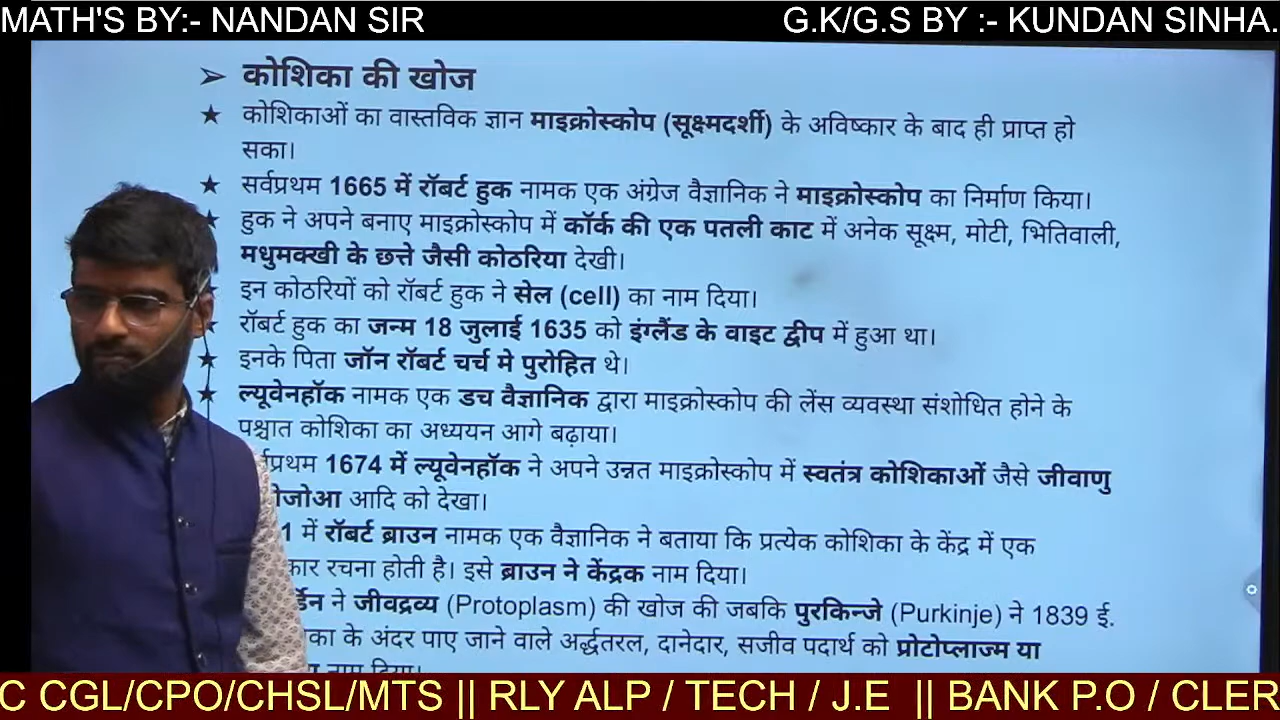 MATH'S BY:- NANDAN SIR
G.K/G.S BY :- KUNDAN SINHA.
➢ कोशिका की खोज
★ कोशिकाओं का वास्तविक ज्ञान माइक्रोस्कोप (सूक्ष्मदर्शी) के अविष्कार के बाद ही प्राप्त हो
सका।
★ सर्वप्रथम 1665 में रॉबर्ट हुक नामक एक अंग्रेज वैज्ञानिक ने माइक्रोस्कोप का निर्माण किया।
★ हुक ने अपने बनाए माइक्रोस्कोप में कॉर्क की एक पतली काट में अनेक सूक्ष्म, मोटी, भितिवाली,
मधुमक्खी के छत्ते जैसी कोठरिया देखी।
★ इन कोठरियों को रॉबर्ट हुक ने सेल (cell) का नाम दिया।
★ रॉबर्ट हुक का जन्म 18 जुलाई 1635 को इंग्लैंड के वाइट द्वीप में हुआ था।
★ इनके पिता जॉन रॉबर्ट चर्च मे पुरोहित थे।
★ ल्यूवेनहॉक नामक एक डच वैज्ञानिक द्वारा माइक्रोस्कोप की लेंस व्यवस्था संशोधित होने के
पश्चात कोशिका का अध्ययन आगे बढ़ाया।
1674 में ल्यूवेनहॉक ने अपने उन्नत माइक्रोस्कोप में स्वतंत्र कोशिकाओं जैसे जीवाणु
आदि को देखा।
में रॉबर्ट ब्राउन नामक एक वैज्ञानिक ने बताया कि प्रत्येक कोशिका के केंद्र में एक
रचना होती है। इसे ब्राउन ने केंद्रक नाम दिया।
ने जीवद्रव्य (Protoplasm) की खोज की जबकि पुरकिन्जे (Purkinje) ने 1839 ई.
के अंदर पाए जाने वाले अर्द्धतरल, दानेदार, सजीव पदार्थ को प्रोटोप्लाज्म या
C CGL/CPO/CHSL/MTS || RLY ALP / TECH / J.E || BANK P.O / CLER